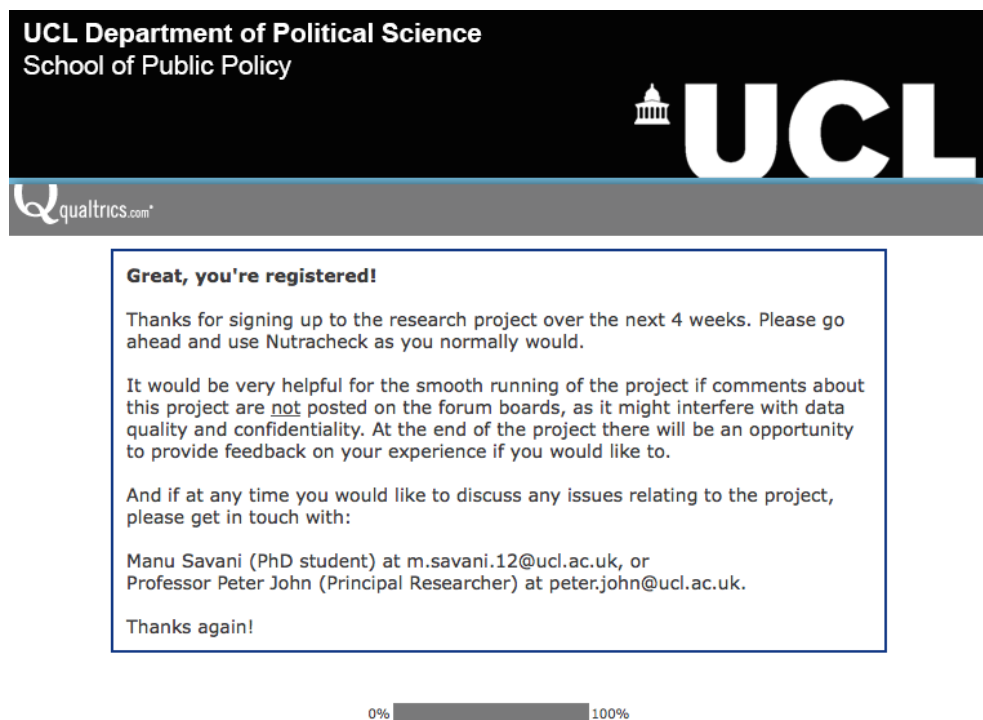 UCL Department of Political Science
School of Public Policy
UCL
qualtrics.com®
Great, you're registered!
Thanks for signing up to the research project over the next 4 weeks. Please go
ahead and use Nutracheck as you normally would.
It would be very helpful for the smooth running of the project if comments about
this project are not posted on the forum boards, as it might interfere with data
quality and confidentiality. At the end of the project there will be an opportunity
to provide feedback on your experience if you would like to.
And if at any time you would like to discuss any issues relating to the project,
please get in touch with:
Manu Savani (PhD student) at m.savani.12@ucl.ac.uk, or
Professor Peter John (Principal Researcher) at peter.john@ucl.ac.uk.
Thanks again!
0% 100%